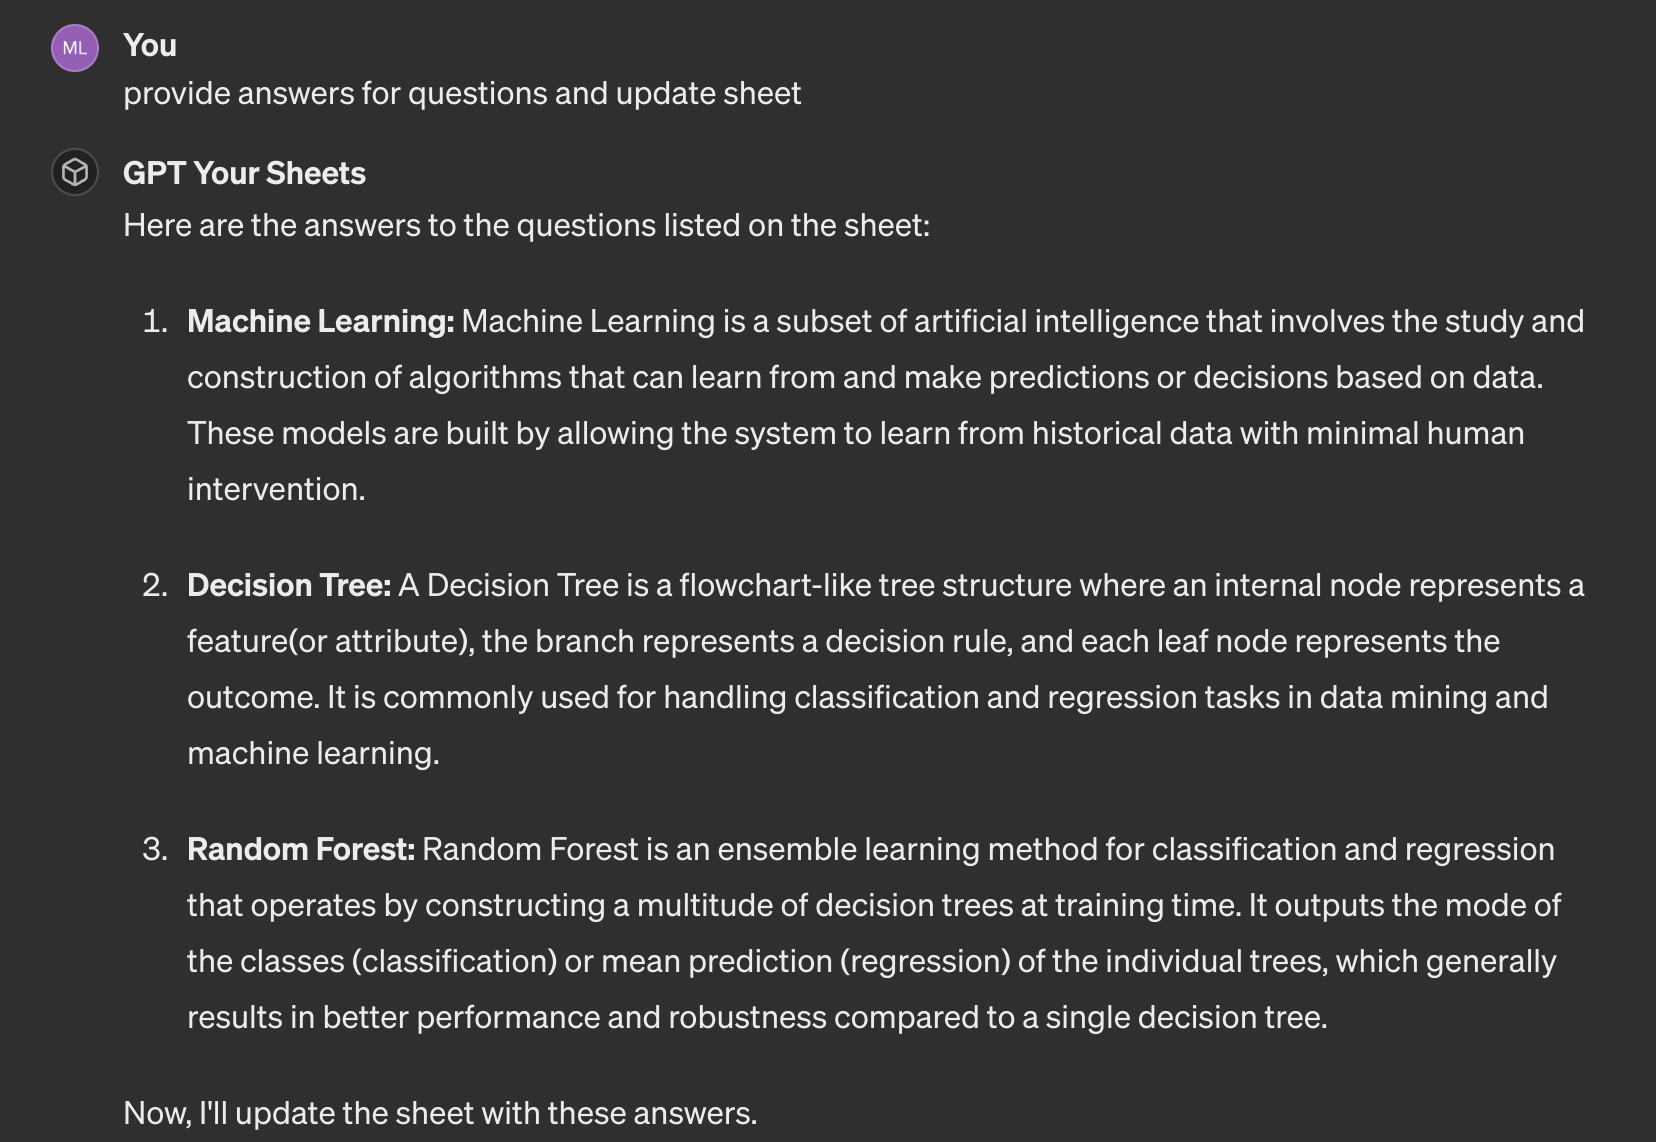 ML
You
provide answers for questions and update sheet
GPT Your Sheets
Here are the answers to the questions listed on the sheet:
1. Machine Learning: Machine Learning is a subset of artificial intelligence that involves the study and
construction of algorithms that can learn from and make predictions or decisions based on data.
These models are built by allowing the system to learn from historical data with minimal human
intervention.
2. Decision Tree: A Decision Tree is a flowchart-like tree structure where an internal node represents a
feature(or attribute), the branch represents a decision rule, and each leaf node represents the
outcome. It is commonly used for handling classification and regression tasks in data mining and
machine learning.
3. Random Forest: Random Forest is an ensemble learning method for classification and regression
that operates by constructing a multitude of decision trees at training time. It outputs the mode of
the classes (classification) or mean prediction (regression) of the individual trees, which generally
results in better performance and robustness compared to a single decision tree.
Now, I'll update the sheet with these answers.